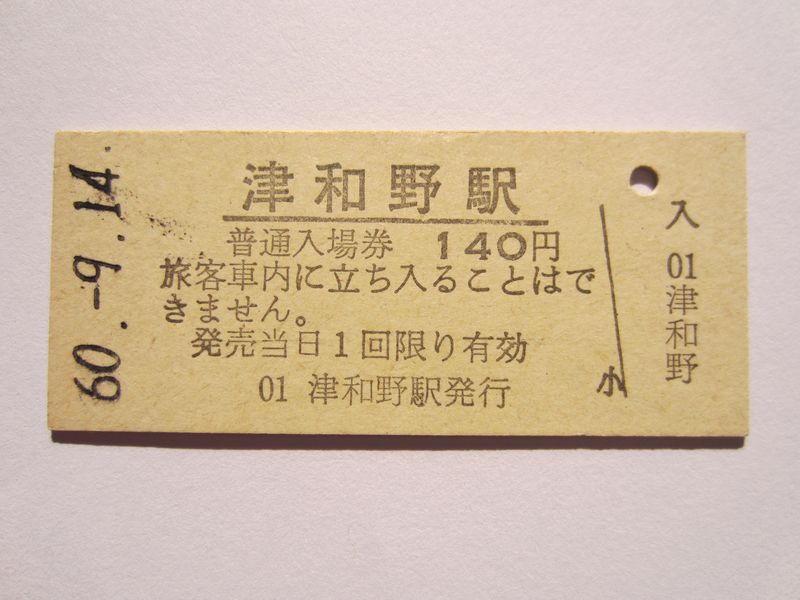 60.-9.14.
津和野駅
普通入場券 140円
旅客車内に立ち入ることはで
きません。
発売当日1回限り有効
01 津和野駅発行
小
入
01
津和野